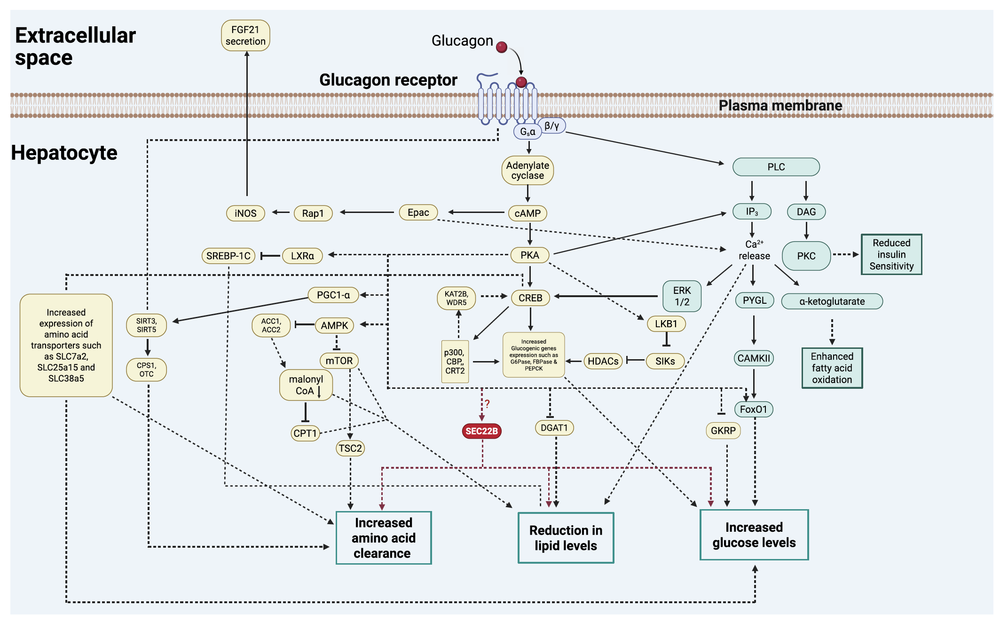 Extracellular
space
FGF21
secretion
Glucagon
Glucagon receptor
Plasma membrane
Gsα
β/γ
Hepatocyte
Adenylate
cyclase
PLC
iNOS
Rap1
Epac
cAMP
IP₃
DAG
SREBP-1C
LXRα
PKA
Ca²⁺
release
PKC
Reduced
insulin
Sensitivity
PGC1-α
KAT2B,
WDR5
CREB
ERK
1/2
PYGL
α-ketoglutarate
Increased
expression of
amino acid
transporters such
as SLC7a2,
SLC25a15 and
SLC38a5
SIRT3,
SIRT5
ACC1,
ACC2
AMPK
LKB1
CPS1,
OTC
mTOR
p300,
CBP,,
CRT2
Increased
Glucogenic genes
expression such as
G6Pase, FBPase &
PEPCK
HDACs
SIKs
CAMKII
Enhanced
fatty acid
oxidation
malonyl
CoA
?
FoxO1
CPT1
SEC22B
DGAT1
GKRP
TSC2
Increased
amino acid
clearance
Reduction in
lipid levels
Increased
glucose levels